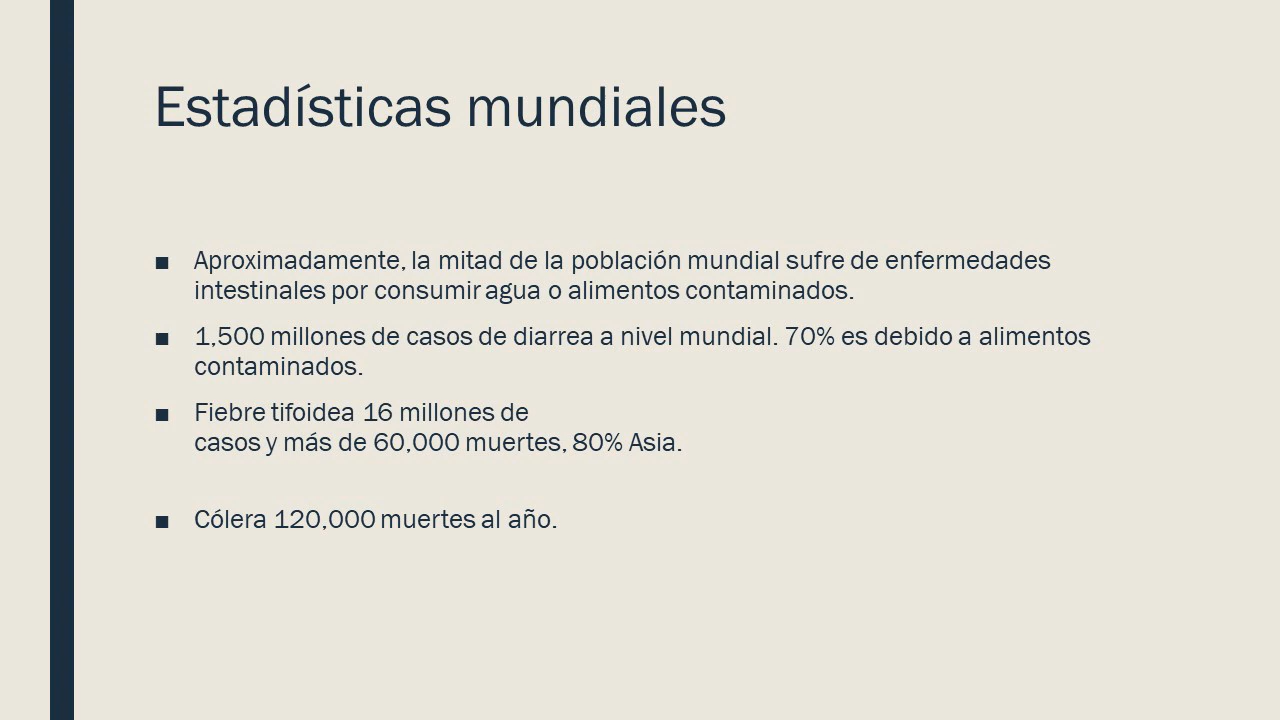 Estadísticas mundiales
▪ Aproximadamente, la mitad de la población mundial sufre de enfermedades
intestinales por consumir agua o alimentos contaminados.
▪ 1,500 millones de casos de diarrea a nivel mundial. 70% es debido a alimentos
contaminados.
▪ Fiebre tifoidea 16 millones de
casos y más de 60,000 muertes, 80% Asia.
▪ Cólera 120,000 muertes al año.